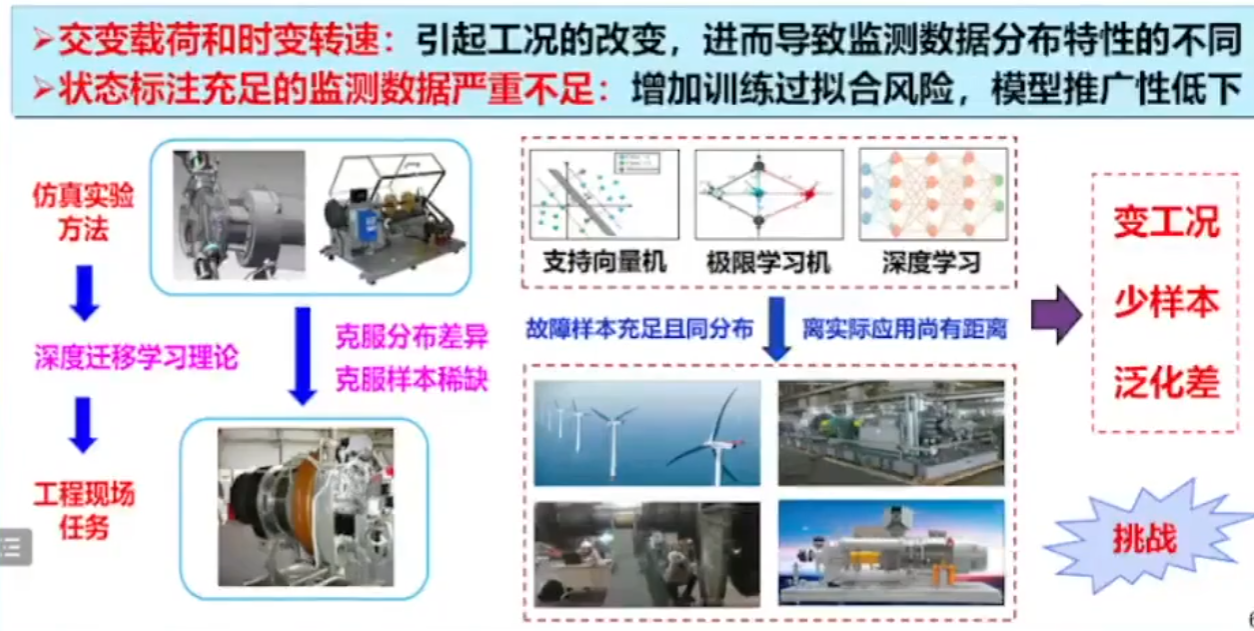 ➢交变载荷和时变转速：引起工况的改变，进而导致监测数据分布特性的不同
➢状态标注充足的监测数据严重不足：增加训练过拟合风险，模型推广性低下
仿真实验
方法
深度迁移学习理论
工程现场
任务
克服分布差异
克服样本稀缺
支持向量机
极限学习机
深度学习
故障样本充足且同分布
离实际应用尚有距离
变工况
少样本
泛化差
挑战